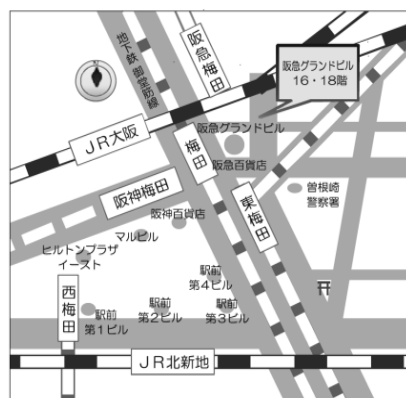 阪急グランドビル
16・18階
地下鉄 御堂筋線
阪急梅田
JR大阪
梅田
阪急グランドビル
阪急百貨店
阪神梅田
阪神百貨店
東梅田
曽根崎
警察署
マルビル
ヒルトンプラザ
イースト
西梅田
駅前
第1ビル
駅前
第2ビル
駅前
第3ビル
駅前
第4ビル
JR北新地